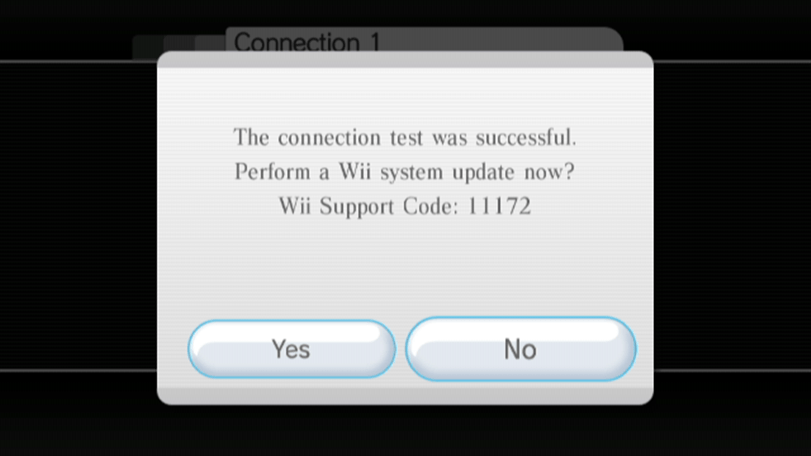 Connection 1
The connection test was successful.
Perform a Wii system update now?
Wii Support Code: 11172
Yes
No